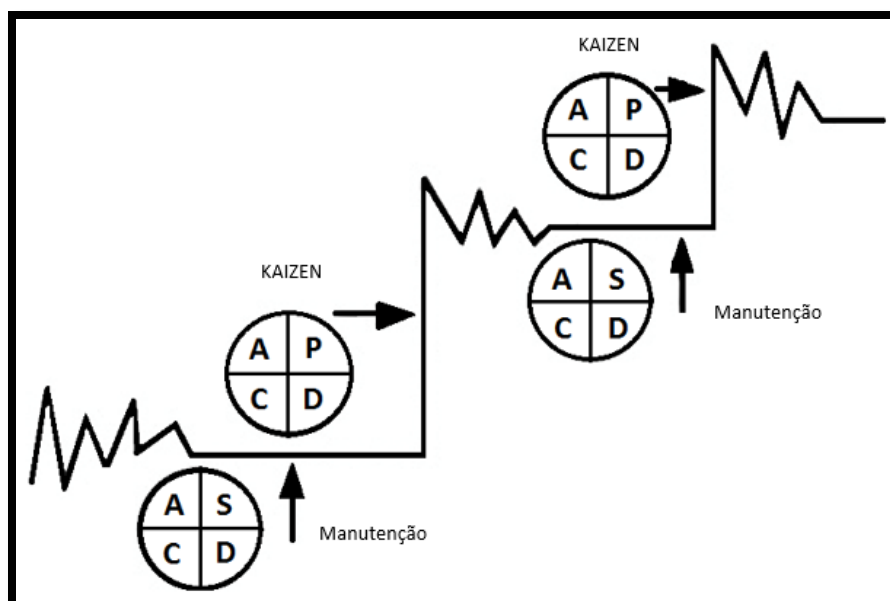 KAIZEN
A P
C D
KAIZEN
A S
C D
Manutenção
A P
C D
A S
C D
Manutenção